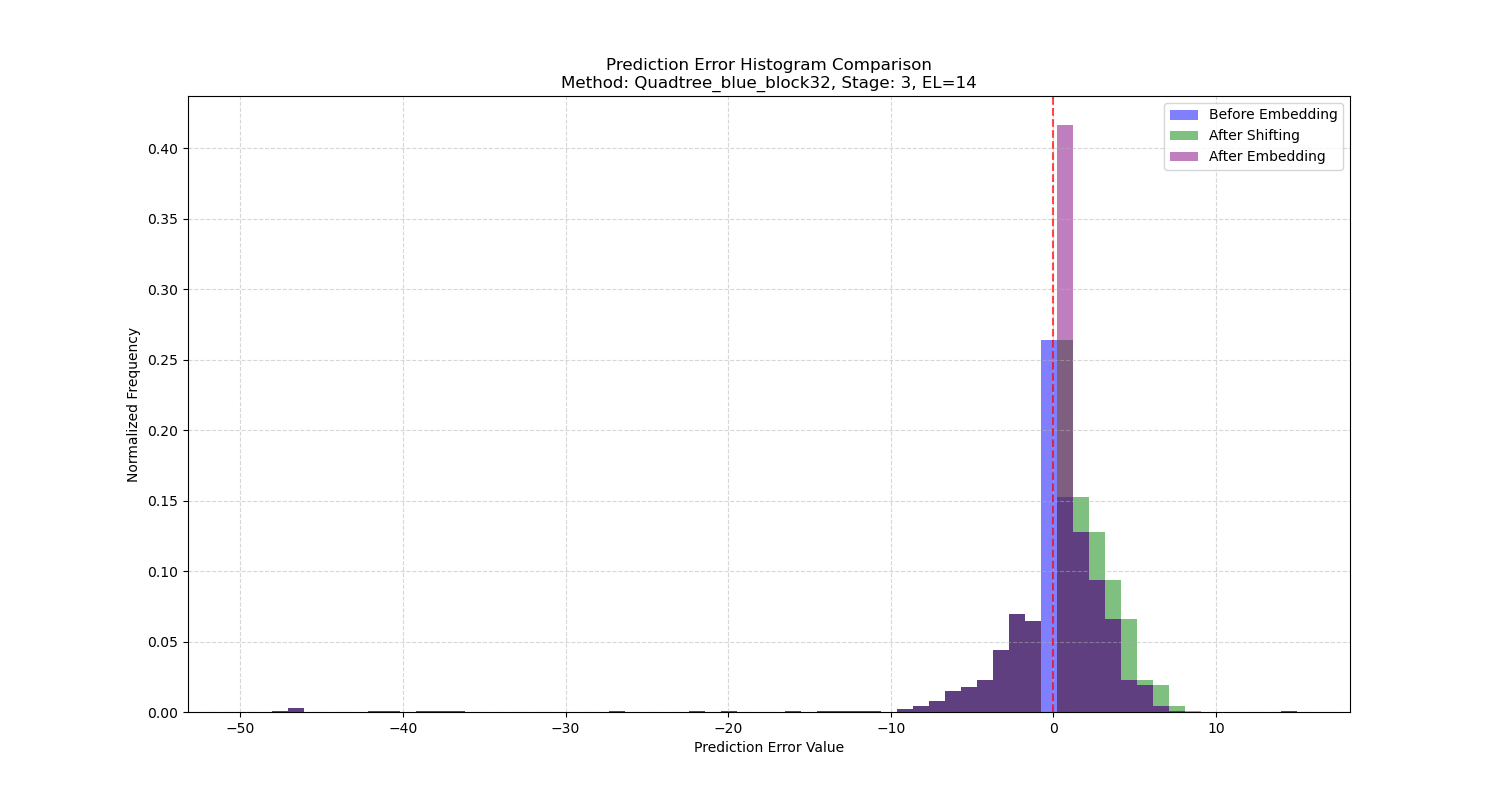 Prediction Error Histogram Comparison
Method: Quadtree_blue_block32, Stage: 3, EL=14
Before Embedding
After Shifting
After Embedding
Normalized Frequency
0.40
0.35
0.30
0.25
0.20
0.15
0.10
0.05
0.00
−50
−40
−30
−20
−10
0
10
Prediction Error Value